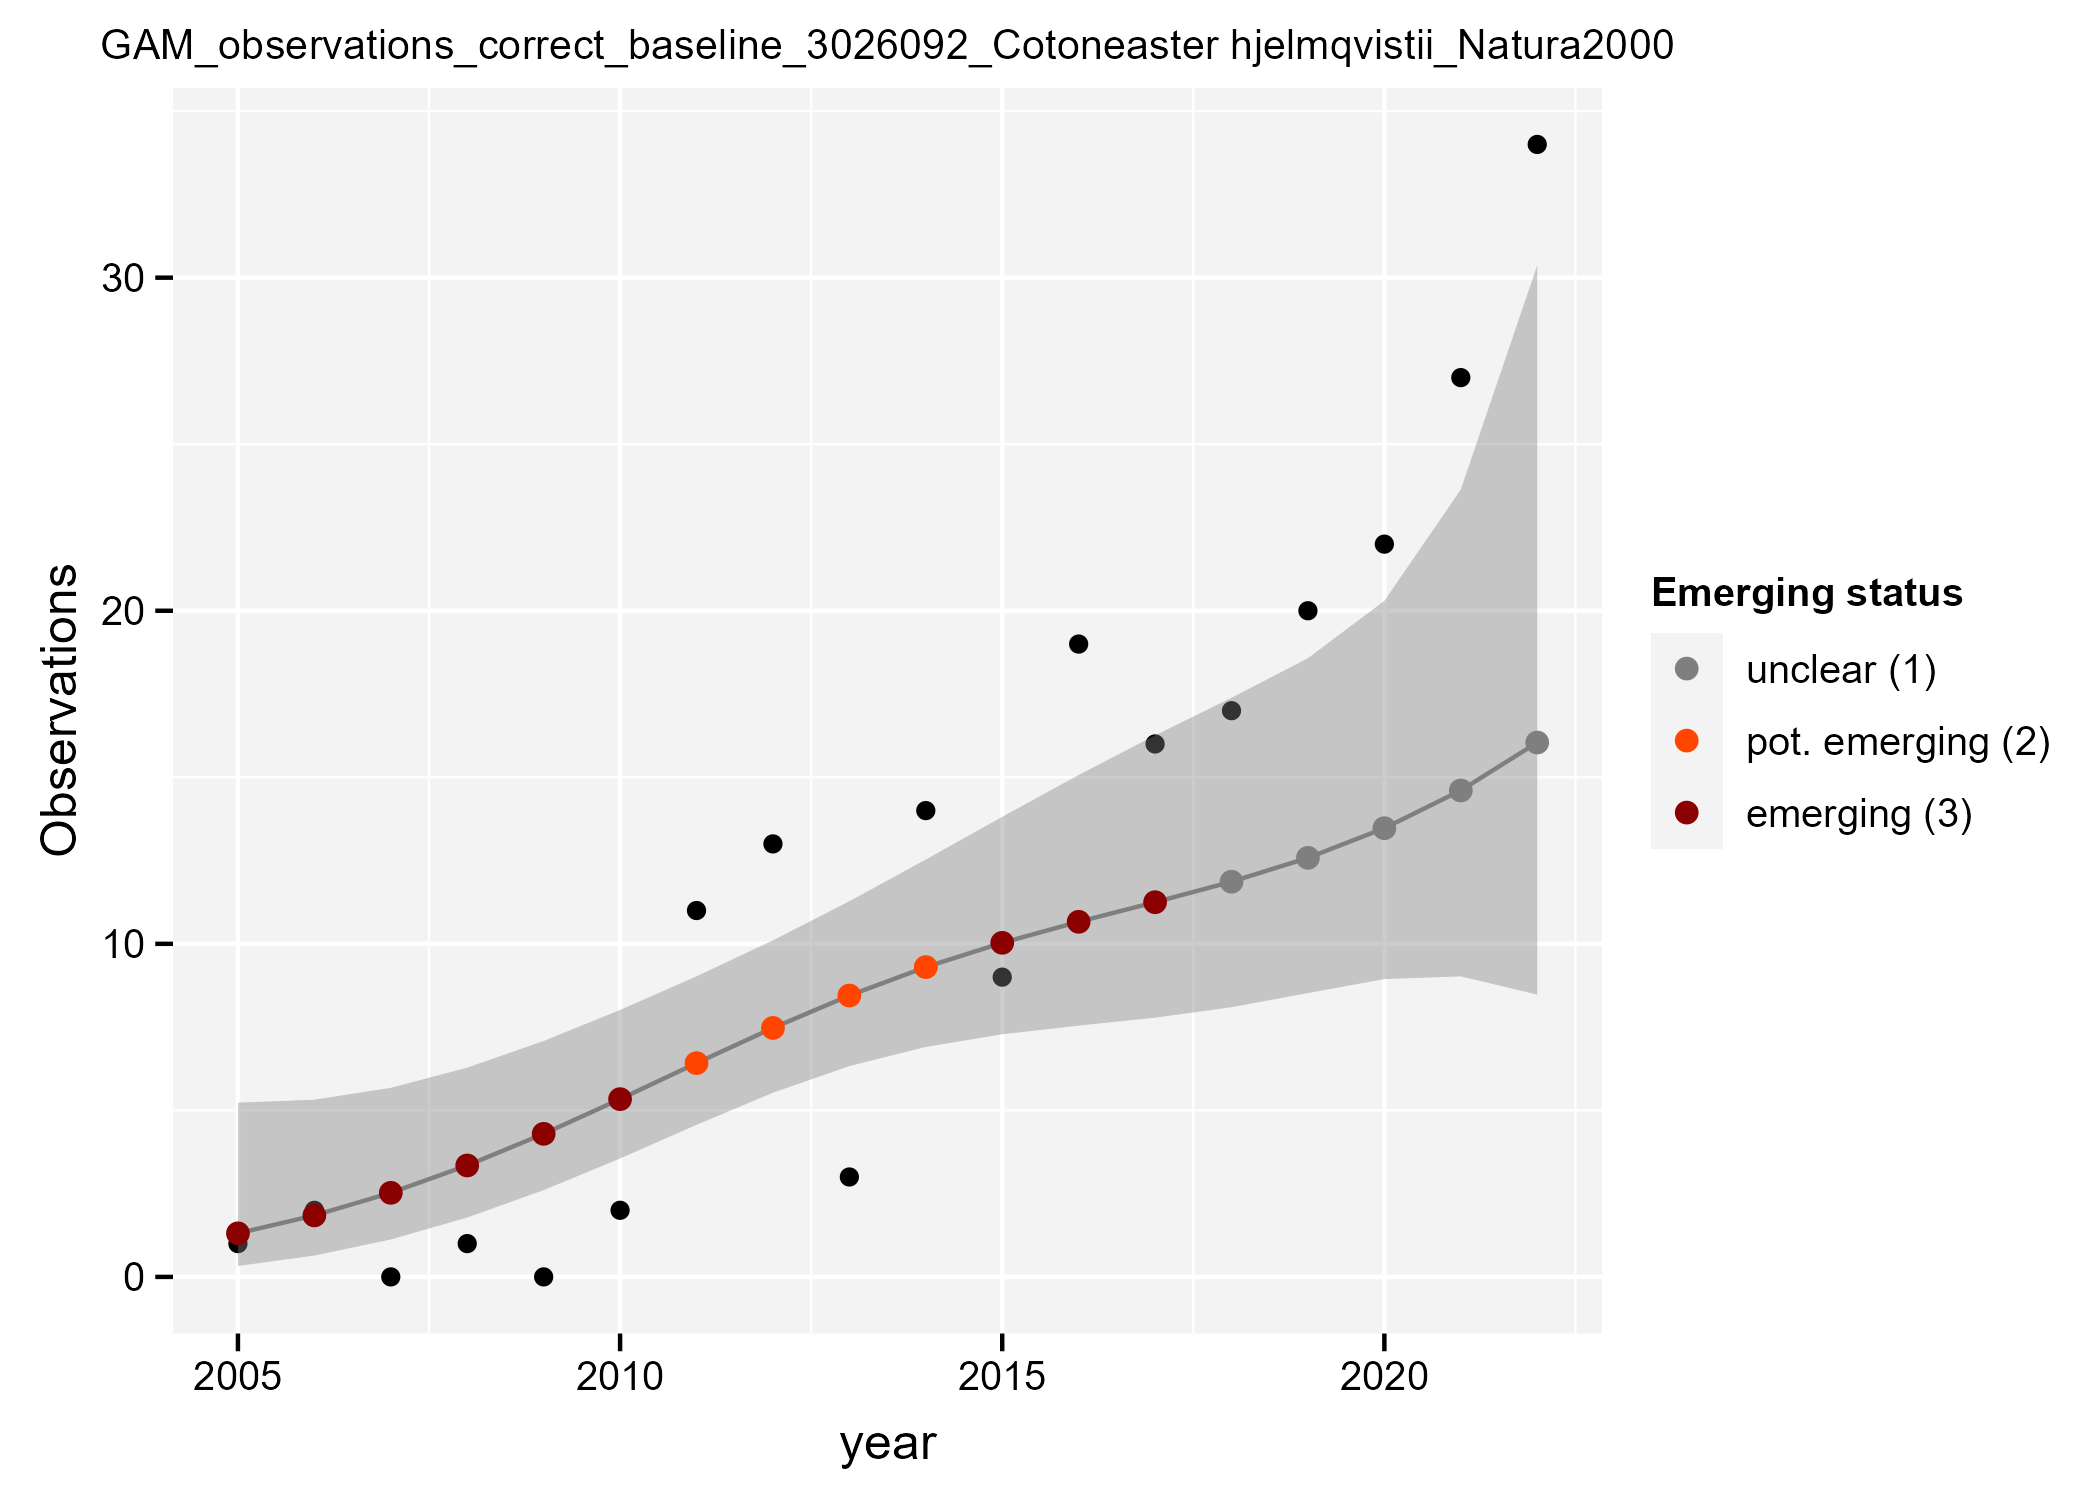 GAM_observations_correct_baseline_3026092_Cotoneaster hjelmqvistii_Natura2000
30
20
10
0
Observations
2005
2010
2015
2020
year
Emerging status
unclear (1)
pot. emerging (2)
emerging (3)